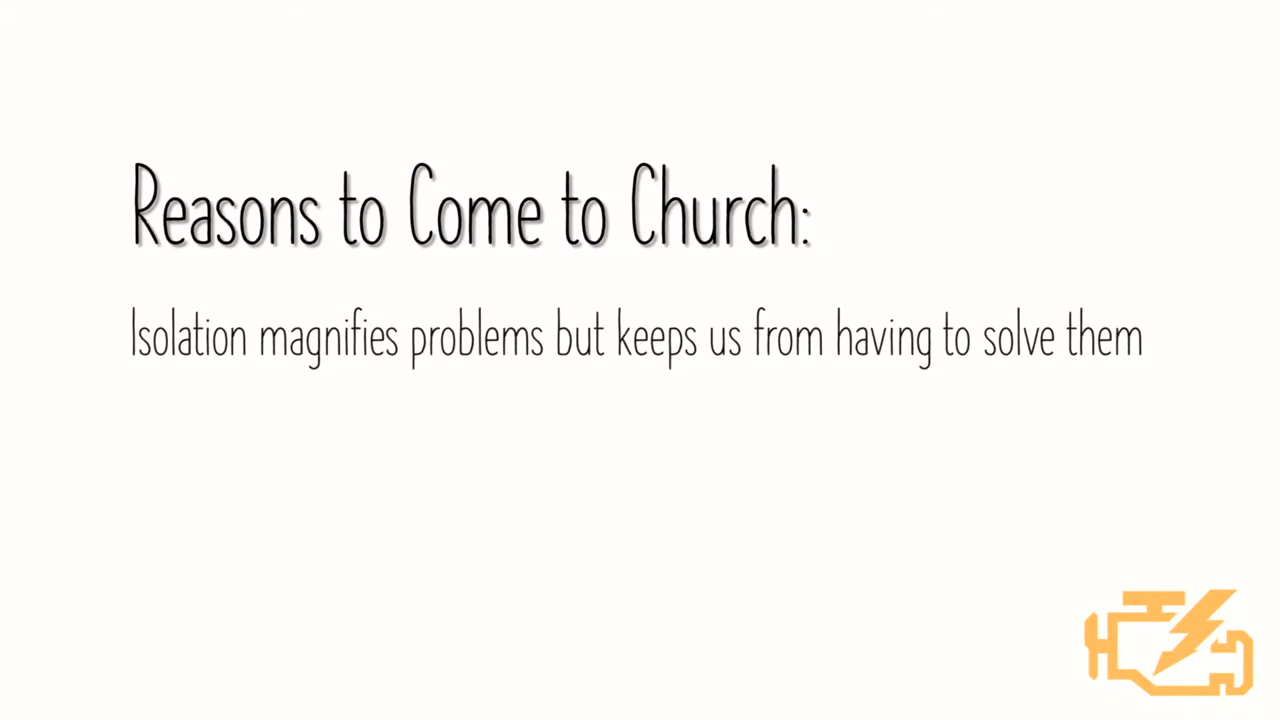 Reasons to Come to Church:
Isolation magnifies problems but keeps us from having to solve them